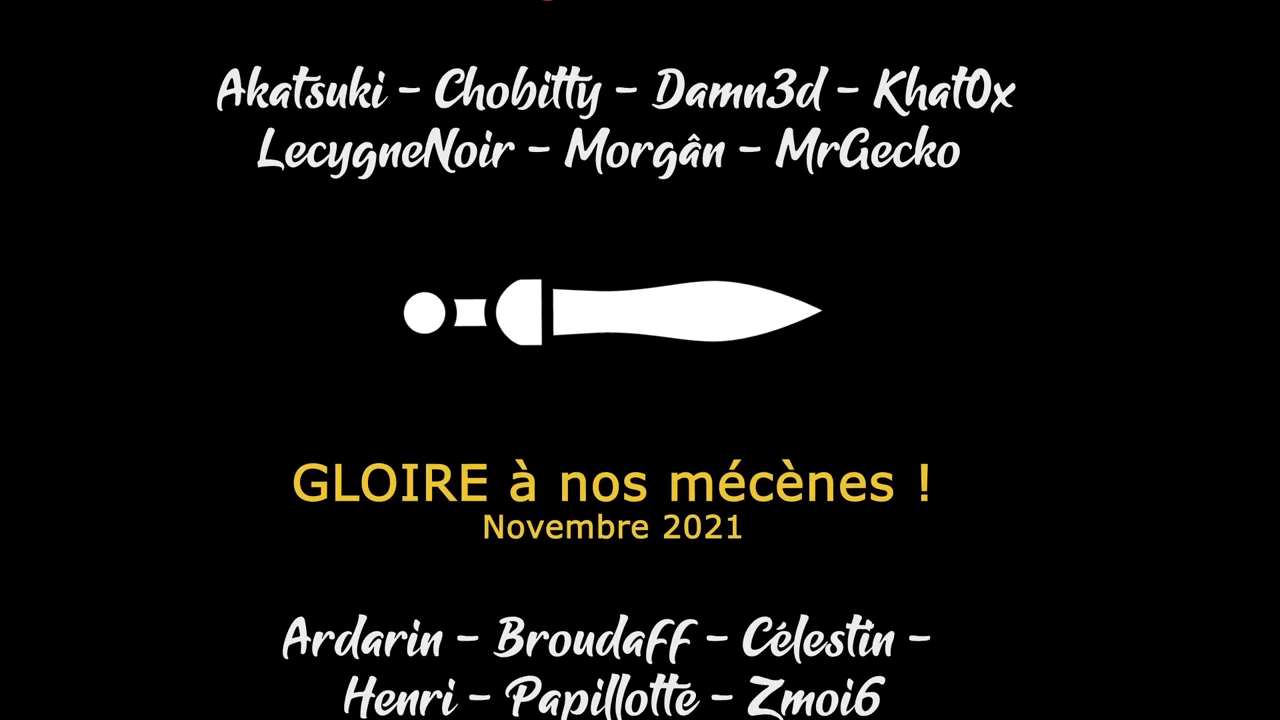 Akatsuki - Chobitty - Damn3d - Khat0x
LecygneNoir - Morgân - MrGecko
GLOIRE à nos mécènes !
Novembre 2021
Ardarin - Broudaff - Célestin -
Henri - Papillotte - Zmoi6